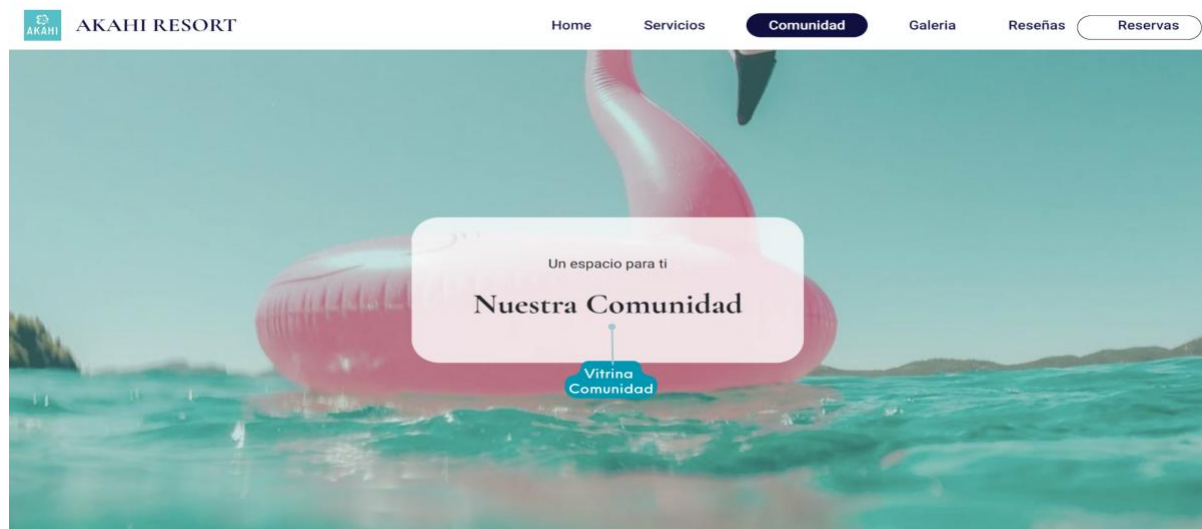 AKAHI
AKAHI RESORT
Home
Servicios
Comunidad
Galeria
Reseñas
Reservas
Un espacio para ti
Nuestra Comunidad
Vitrina
Comunidad